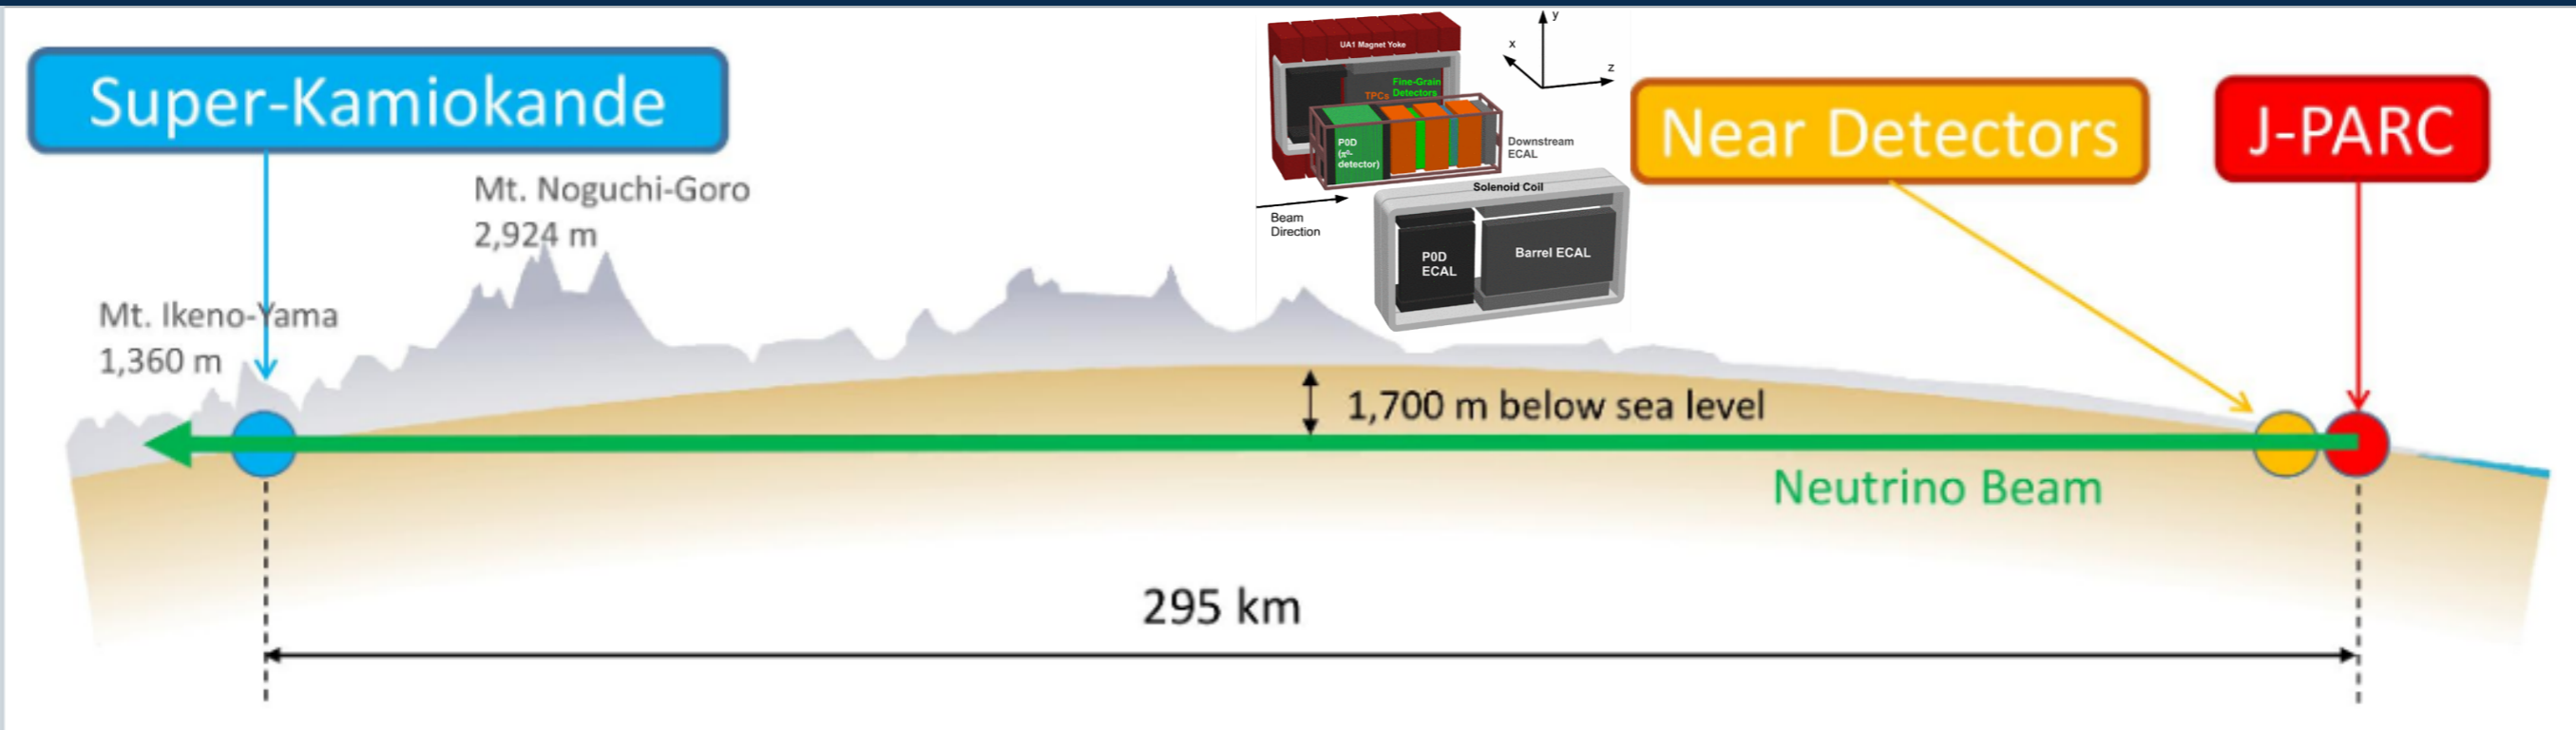 Super-Kamiokande
Mt. Noguchi-Goro
2,924 m
Mt. Ikeno-Yama
1,360 m
UA1 Magnet Yoke
Fine-Grain
TPCs Detectors
P0D
(π⁰-
detector)
Downstream
ECAL
Beam
Direction
Solenoid Coil
P0D
ECAL
Barrel ECAL
y
x
z
Near Detectors
J-PARC
1,700 m below sea level
Neutrino Beam
295 km